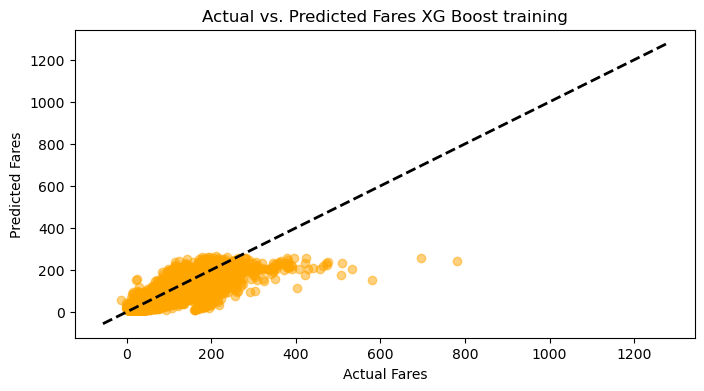 Actual vs. Predicted Fares XG Boost training
Predicted Fares
1200
1000
800
600
400
200
0
0 200 400 600 800 1000 1200
Actual Fares